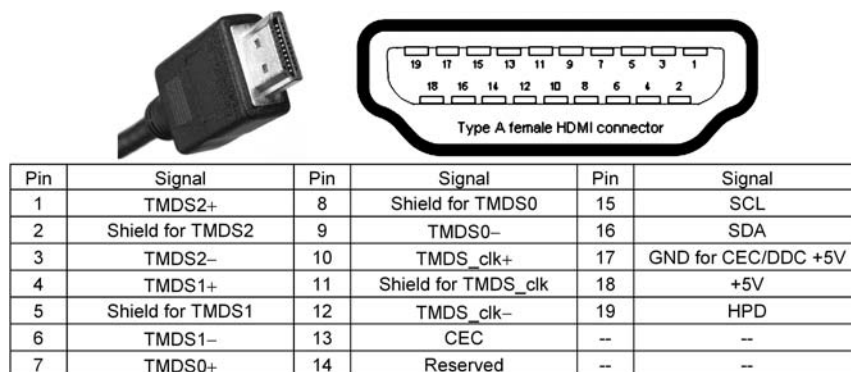 19 17 15 13 11 9 7 5 3 1
18 16 14 12 10 8 6 4 2
Type A female HDMI connector
Pin Signal Pin Signal Pin Signal
1 TMDS2+ 8 Shield for TMDS0 15 SCL
2 Shield for TMDS2 9 TMDS0− 16 SDA
3 TMDS2− 10 TMDS_clk+ 17 GND for CEC/DDC +5V
4 TMDS1+ 11 Shield for TMDS_clk 18 +5V
5 Shield for TMDS1 12 TMDS_clk− 19 HPD
6 TMDS1− 13 CEC -- --
7 TMDS0+ 14 Reserved -- --